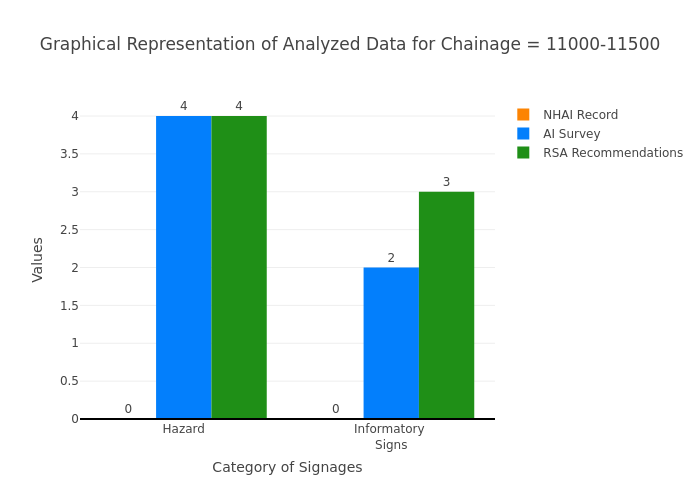 Graphical Representation of Analyzed Data for Chainage = 11000-11500
NHAI Record
AI Survey
RSA Recommendations
Values
4
3.5
3
2.5
2
1.5
1
0.5
0
0
4
4
0
2
3
Hazard
Informatory
Signs
Category of Signages